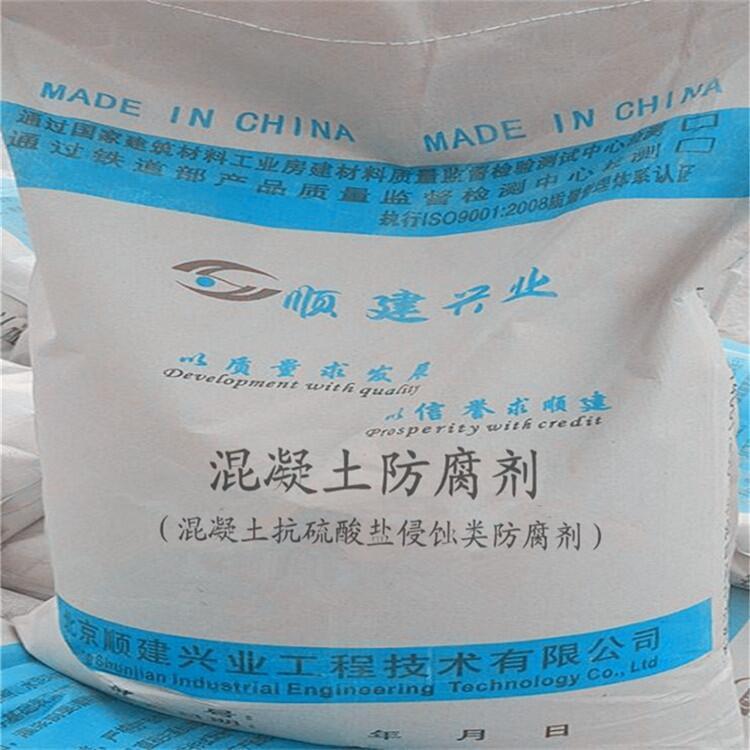 MADE IN CHINA MADE IN CHINA
通过国家建筑材料工业房建材料质量监督检验测试中心检测
通过铁道部产品质量监督检测中心检测
执行ISO9001:2008质量管理体系认证
顺建兴业
以质量求发展
Development with quality
以信誉求顺建
Prosperity with credit
混凝土防腐剂
(混凝土抗硫酸盐侵蚀类防腐剂)
北京顺建兴业工程技术有限公司
Shunjian Industrial Engineering Technology Co., Ltd
年 月 日